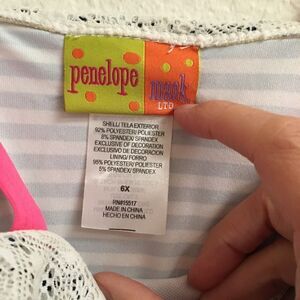 penelope
mack
LTD
SHELL/TELA EXTERIOR
92% POLYESTER/POLIESTER
8% SPANDEX/SPANDEX
EXCLUSIVE OF DECORATION
EXCLUSIVO DE DECORACION
LINING/FORRO
95% POLYESTER/POLIESTER
5% SPANDEX/SPANDEX
6X
RN#15517
MADE IN CHINA
HECHO EN CHINA